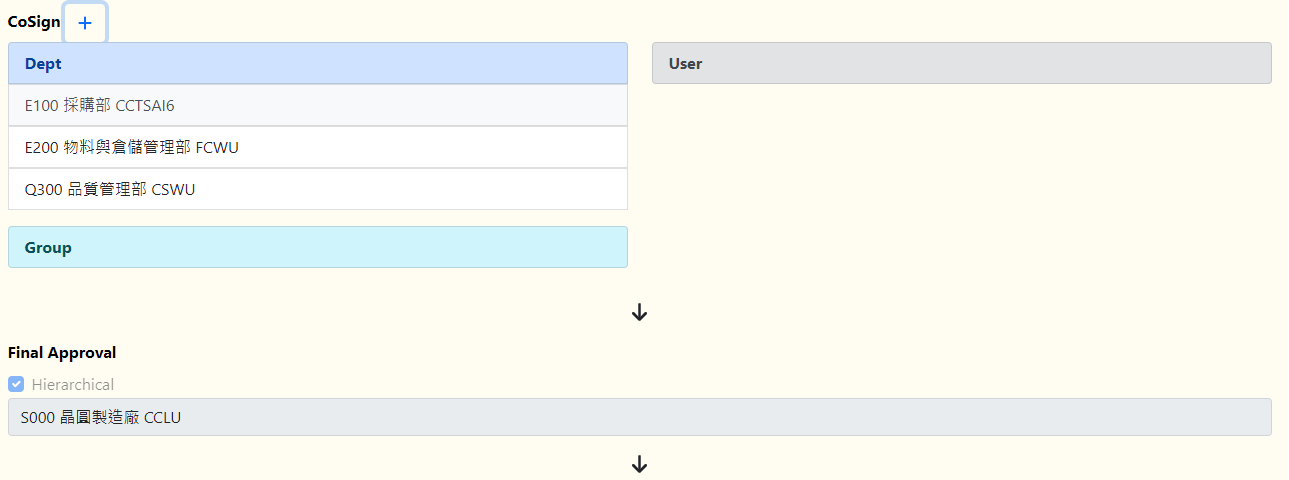 CoSign
Dept
E100 採購部 CCTSAI6
E200 物料與倉儲管理部 FCWU
Q300 品質管理部 CSWU
Group
User
Final Approval
Hierarchical
S000 晶圓製造廠 CCLU